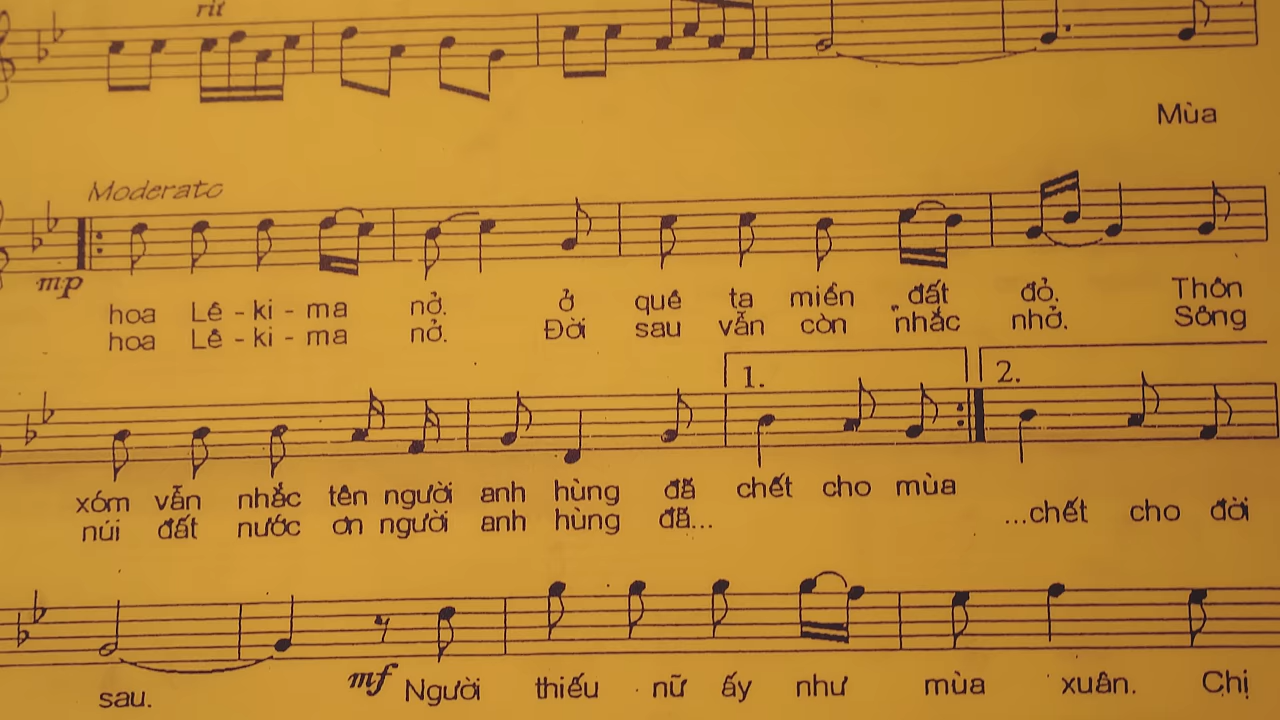 rit
Mùa
Moderato
mp
hoa Lê - ki - ma nở. ở quê ta miền đất đỏ. Thôn
hoa Lê - ki - ma nở. Đời sau vẫn còn nhắc nhở. Sông
1. 2.
xóm vẫn nhắc tên người anh hùng đã chết cho mùa
núi đất nước ơn người anh hùng đã... ...chết cho đời
mf
sau. Người thiếu nữ ấy như mùa xuân. Chị